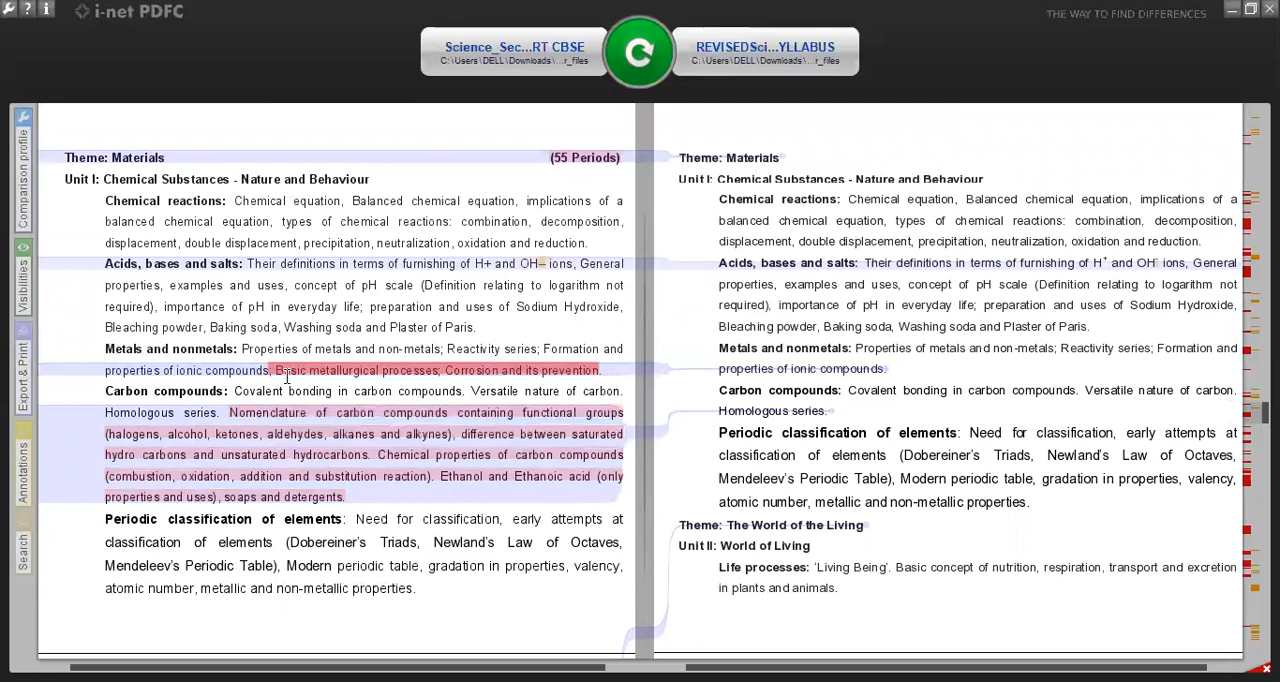 i-net PDFC
THE WAY TO FIND DIFFERENCES
Science_Sec...RT CBSE
C:\Users\DELL\Downloads\...r_files
REVISEDSci...YLLABUS
C:\Users\DELL\Downloads\...r_files
Comparison profile
Visibilities
Export & Print
Annotations
Search
Theme: Materials (55 Periods)
Unit I: Chemical Substances - Nature and Behaviour
Chemical reactions: Chemical equation, Balanced chemical equation, implications of a
balanced chemical equation, types of chemical reactions: combination, decomposition,
displacement, double displacement, precipitation, neutralization, oxidation and reduction.
Acids, bases and salts: Their definitions in terms of furnishing of H+ and OH– ions, General
properties, examples and uses, concept of pH scale (Definition relating to logarithm not
required), importance of pH in everyday life; preparation and uses of Sodium Hydroxide,
Bleaching powder, Baking soda, Washing soda and Plaster of Paris.
Metals and nonmetals: Properties of metals and non-metals; Reactivity series; Formation and
properties of ionic compounds; Basic metallurgical processes; Corrosion and its prevention.
Carbon compounds: Covalent bonding in carbon compounds. Versatile nature of carbon.
Homologous series. Nomenclature of carbon compounds containing functional groups
(halogens, alcohol, ketones, aldehydes, alkanes and alkynes), difference between saturated
hydro carbons and unsaturated hydrocarbons. Chemical properties of carbon compounds
(combustion, oxidation, addition and substitution reaction). Ethanol and Ethanoic acid (only
properties and uses), soaps and detergents.
Periodic classification of elements: Need for classification, early attempts at
classification of elements (Dobereiner's Triads, Newland's Law of Octaves,
Mendeleev's Periodic Table), Modern periodic table, gradation in properties, valency,
atomic number, metallic and non-metallic properties.
Theme: Materials
Unit I: Chemical Substances - Nature and Behaviour
Chemical reactions: Chemical equation, Balanced chemical equation, implications of a
balanced chemical equation, types of chemical reactions: combination, decomposition,
displacement, double displacement, precipitation, neutralization, oxidation and reduction.
Acids, bases and salts: Their definitions in terms of furnishing of H+ and OH- ions, General
properties, examples and uses, concept of pH scale (Definition relating to logarithm not
required), importance of pH in everyday life; preparation and uses of Sodium Hydroxide,
Bleaching powder, Baking soda, Washing soda and Plaster of Paris.
Metals and nonmetals: Properties of metals and non-metals; Reactivity series; Formation and
properties of ionic compounds.
Carbon compounds: Covalent bonding in carbon compounds. Versatile nature of carbon.
Homologous series.
Periodic classification of elements: Need for classification, early attempts at
classification of elements (Dobereiner's Triads, Newland's Law of Octaves,
Mendeleev's Periodic Table), Modern periodic table, gradation in properties, valency,
atomic number, metallic and non-metallic properties.
Theme: The World of the Living
Unit II: World of Living
Life processes: 'Living Being'. Basic concept of nutrition, respiration, transport and excretion
in plants and animals.